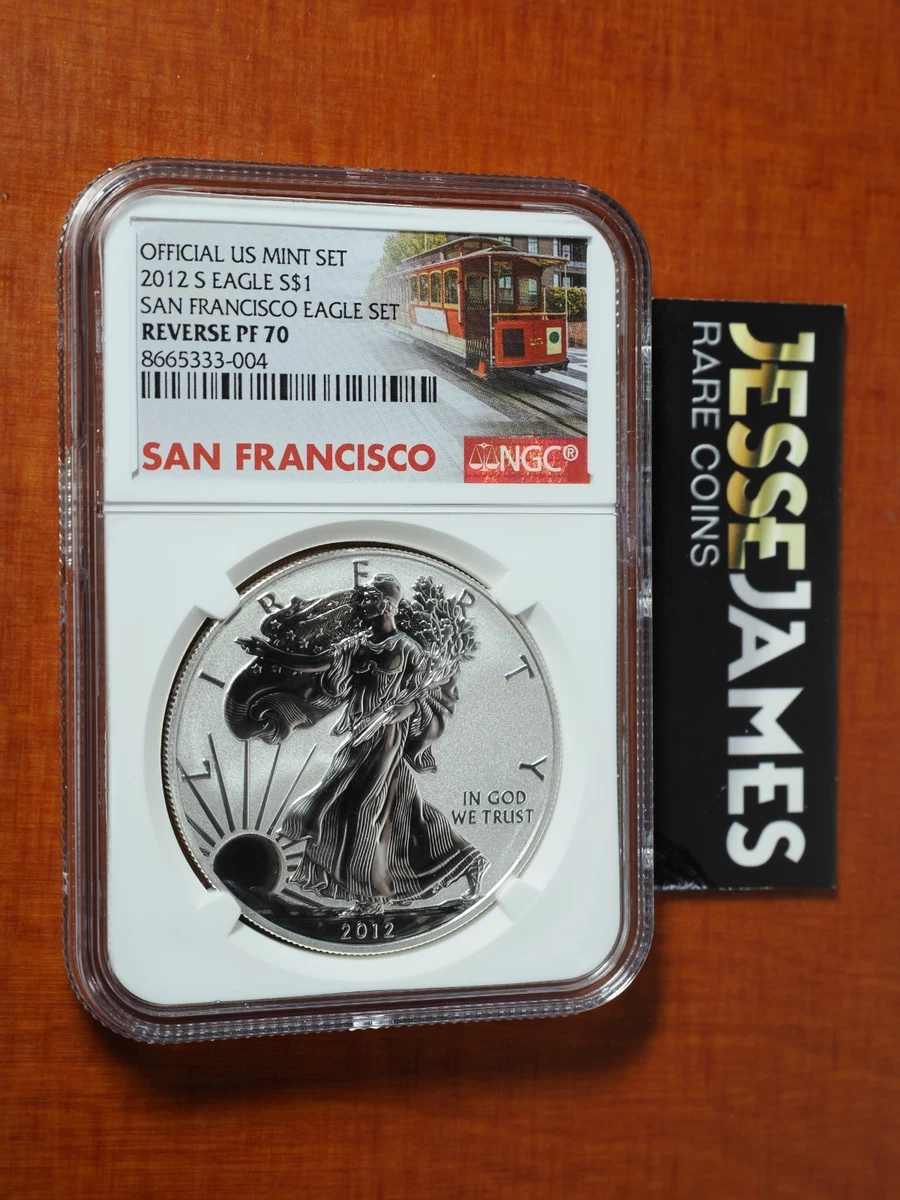 OFFICIAL US MINT SET
2012 S EAGLE S$1
SAN FRANCISCO EAGLE SET
REVERSE PF 70
8665333-004
SAN FRANCISCO
NGC®
LIBERTY
IN GOD
WE TRUST
2012
JESSEJAMES
RARE COINS